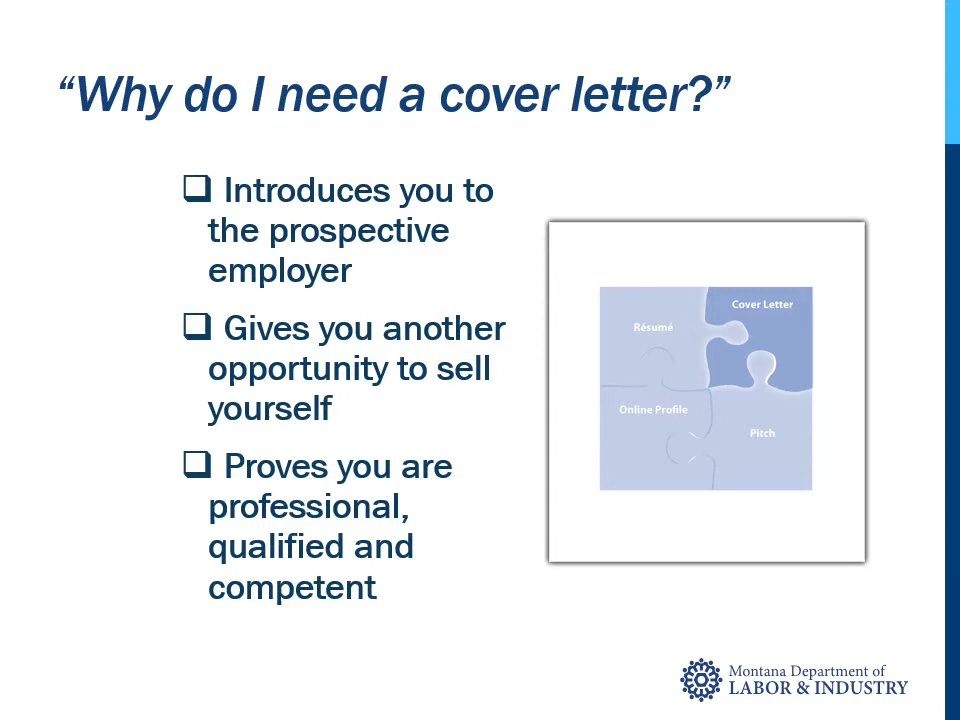 “Why do I need a cover letter?”
❑ Introduces you to
the prospective
employer
❑ Gives you another
opportunity to sell
yourself
❑ Proves you are
professional,
qualified and
competent
Cover Letter
Résumé
Online Profile
Pitch
Montana Department of
LABOR & INDUSTRY